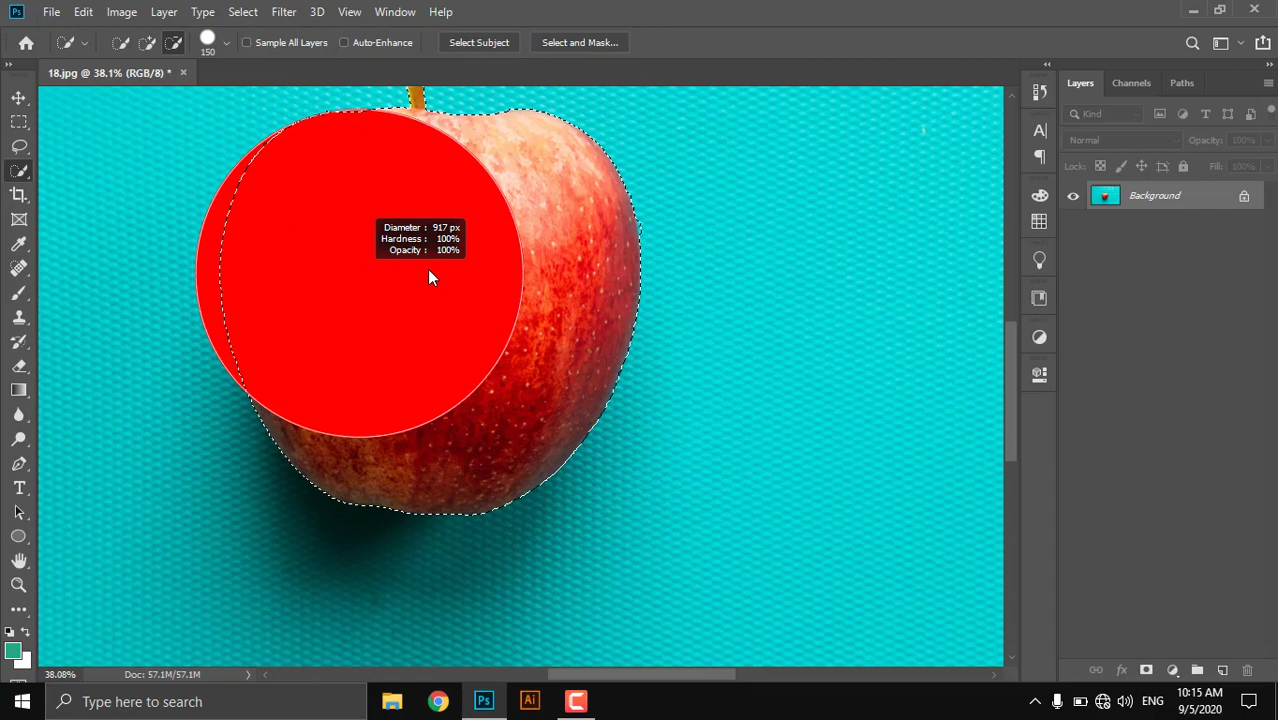 Ps File Edit Image Layer Type Select Filter 3D View Window Help
150 Sample All Layers Auto-Enhance Select Subject Select and Mask...
18.jpg @ 38.1% (RGB/8) * ×
Layers Channels Paths
Kind
Normal Opacity: 100%
Lock: Fill: 100%
Background
Diameter : 917 px
Hardness : 100%
Opacity : 100%
38.08% Doc: 57.1M/57.1M
Type here to search
Ps Ai
ENG
10:15 AM
9/5/2020